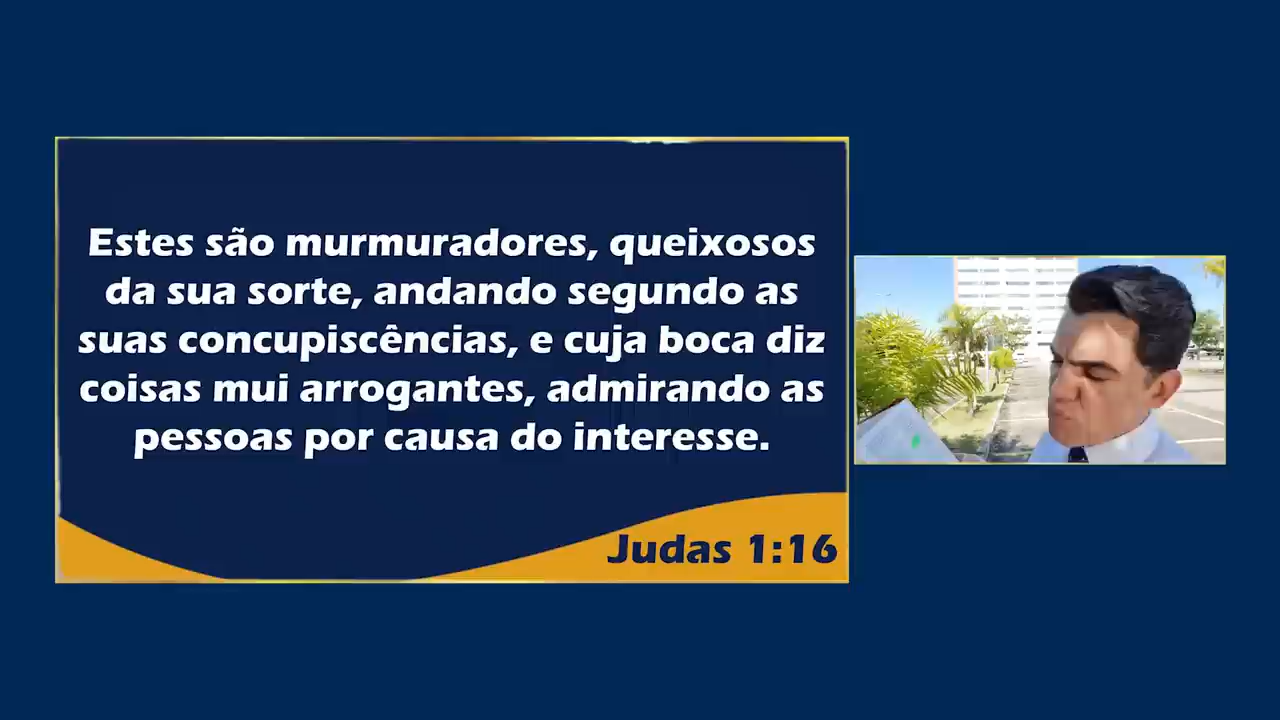 Estes são murmuradores, queixosos
da sua sorte, andando segundo as
suas concupiscências, e cuja boca diz
coisas mui arrogantes, admirando as
pessoas por causa do interesse.
Judas 1:16